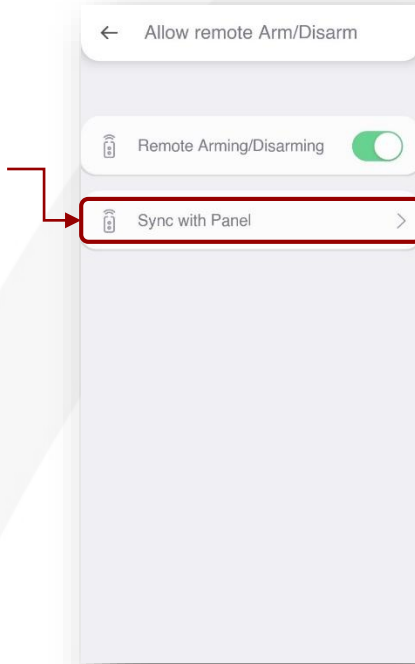 Allow remote Arm/Disarm
Remote Arming/Disarming
Sync with Panel